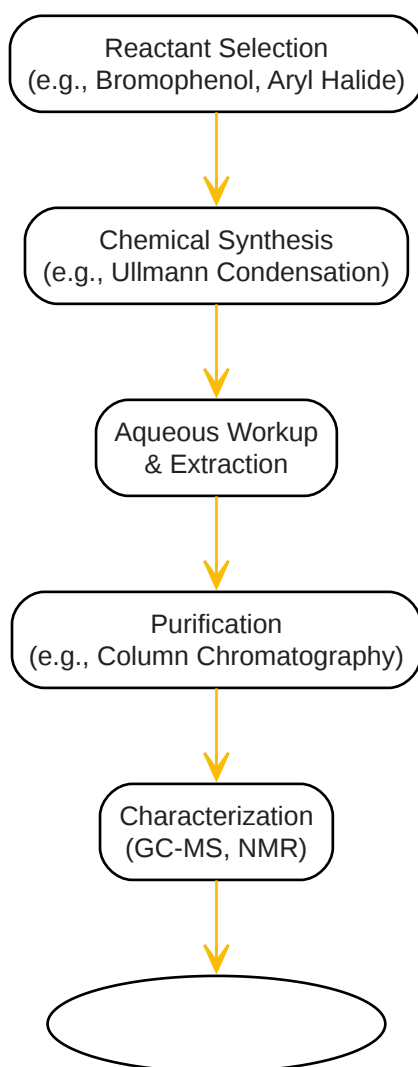 Reactant Selection
(e.g., Bromophenol, Aryl Halide)
Chemical Synthesis
(e.g., Ullmann Condensation)
Aqueous Workup
& Extraction
Purification
(e.g., Column Chromatography)
Characterization
(GC-MS, NMR)